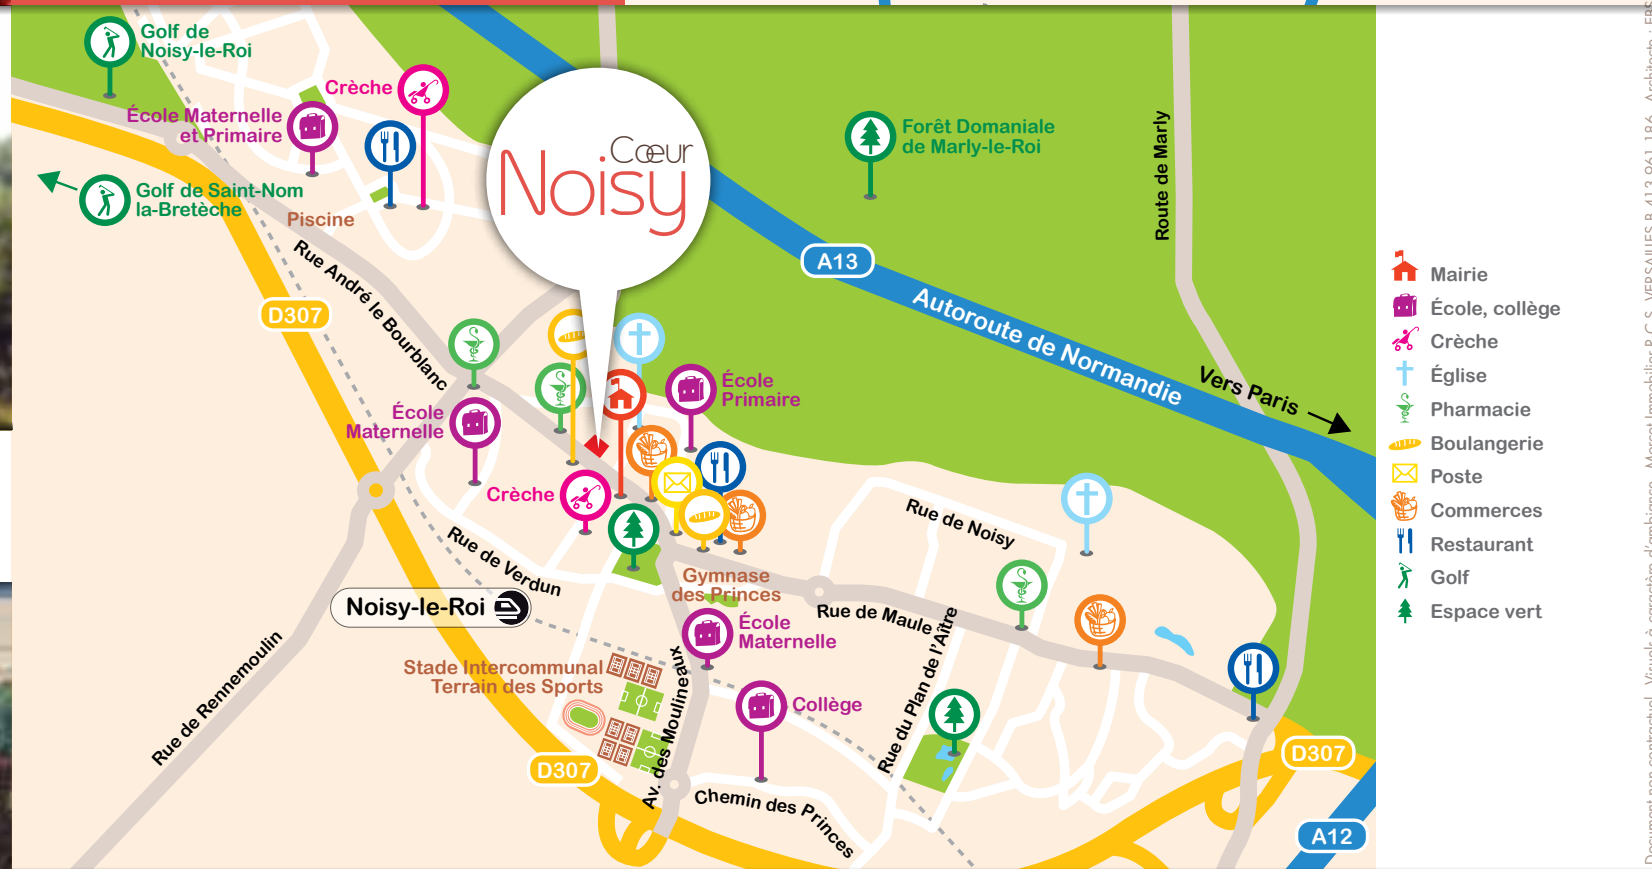 Golf de
Noisy-le-Roi
Crèche
École Maternelle
et Primaire
Golf de Saint-Nom
la-Bretèche
Piscine
Cœur
Noisy
Forêt Domaniale
de Marly-le-Roi
Route de Marly
A13
Autoroute de Normandie
Vers Paris
D307
Rue André le Bourblanc
École
Maternelle
École
Primaire
Crèche
Rue de Verdun
Noisy-le-Roi
Rue de Rennemoulin
Gymnase
des Princes
Rue de Noisy
Rue de Maule
Rue du Plan de l'Aître
École
Maternelle
Stade Intercommunal
Terrain des Sports
Av. des Moulineaux
Collège
D307
Chemin des Princes
D307
A12
Mairie
École, collège
Crèche
Église
Pharmacie
Boulangerie
Poste
Commerces
Restaurant
Golf
Espace vert